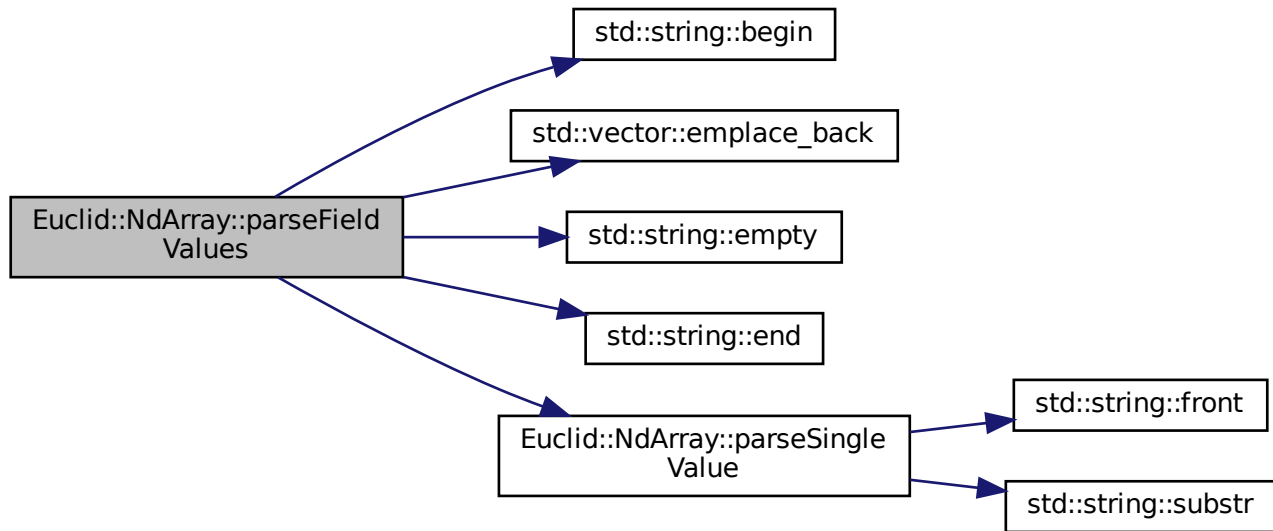 std::string::begin
std::vector::emplace_back
Euclid::NdArray::parseField
Values
std::string::empty
std::string::end
Euclid::NdArray::parseSingle
Value
std::string::front
std::string::substr